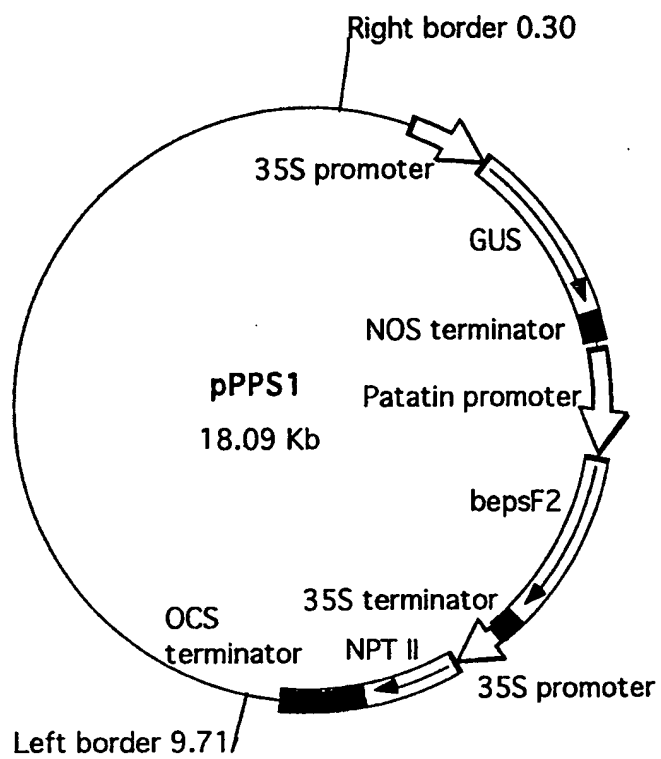 Right border 0.30
35S promoter
GUS
NOS terminator
pPPS1
18.09 Kb
Patatin promoter
bepsF2
35S terminator
OCS
terminator
NPT II
35S promoter
Left border 9.71